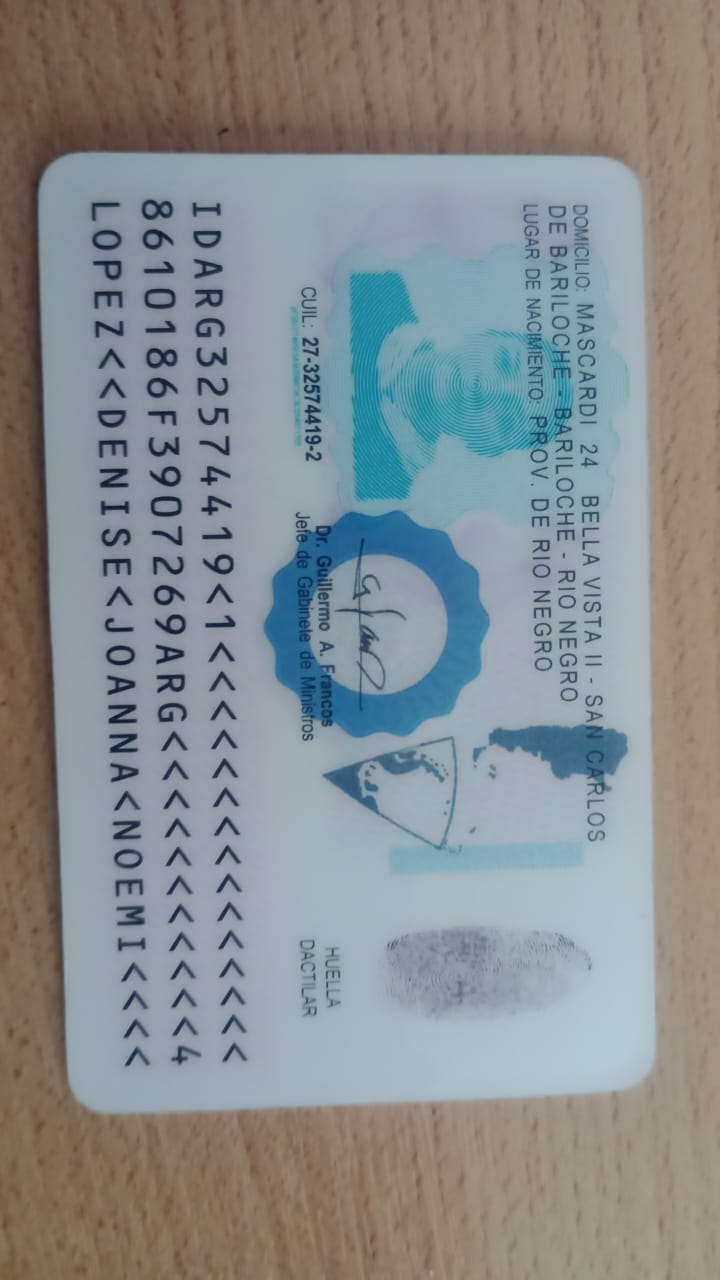 DOMICILIO: MASCARDI 24 BELLA VISTA II - SAN CARLOS
DE BARILOCHE - BARILOCHE - RIO NEGRO
LUGAR DE NACIMIENTO: PROV. DE RIO NEGRO
CUIL: 27-32574419-2
Dr. Guillermo A. Francos
Jefe de Gabinete de Ministros
HUELLA
DACTILAR
IDARG32574419<1<<<<<<<<<<<<<<<
8610186F3907269ARG<<<<<<<<<<<4
LOPEZ<<DENISE<JOANNA<NOEMI<<<<